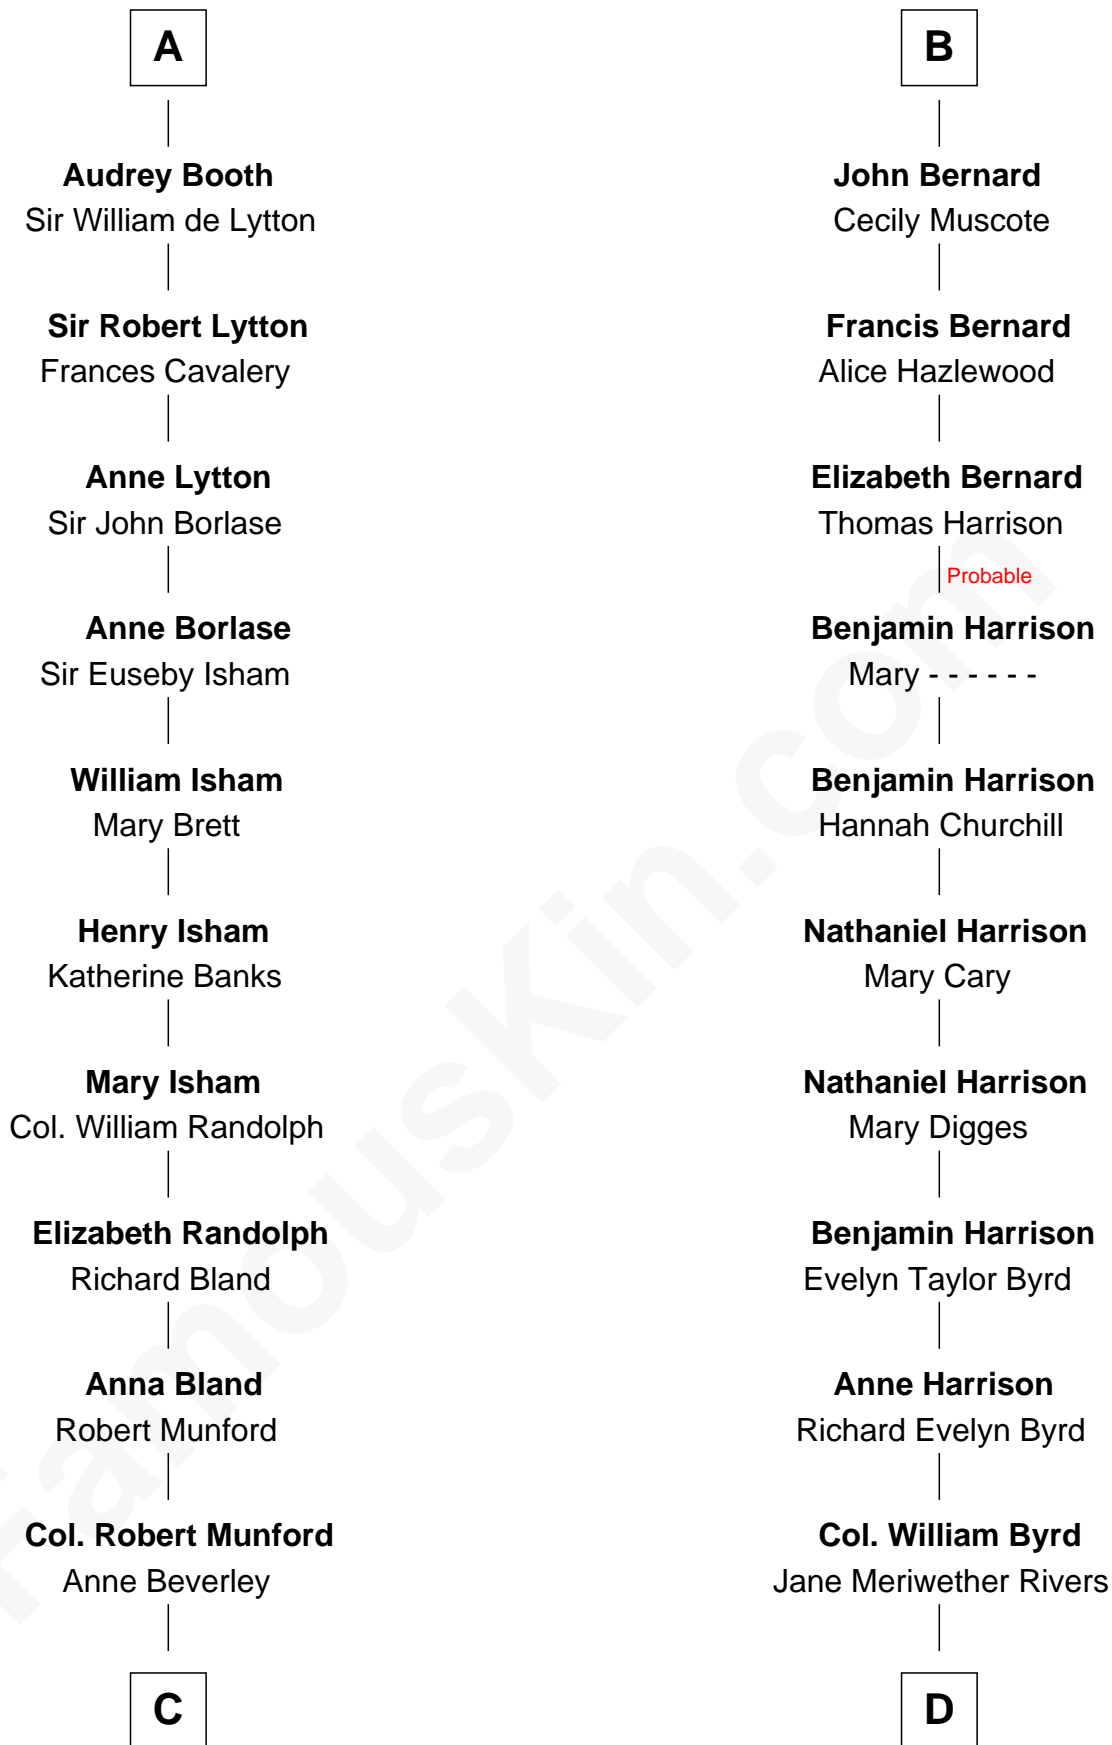 A
Audrey Booth
Sir William de Lytton
Sir Robert Lytton
Frances Cavalery
Anne Lytton
Sir John Borlase
Anne Borlase
Sir Euseby Isham
William Isham
Mary Brett
Henry Isham
Katherine Banks
Mary Isham
Col. William Randolph
Elizabeth Randolph
Richard Bland
Anna Bland
Robert Munford
Col. Robert Munford
Anne Beverley
C
B
John Bernard
Cecily Muscote
Francis Bernard
Alice Hazlewood
Elizabeth Bernard
Thomas Harrison
Probable
Benjamin Harrison
Mary - - - - - -
Benjamin Harrison
Hannah Churchill
Nathaniel Harrison
Mary Cary
Nathaniel Harrison
Mary Digges
Benjamin Harrison
Evelyn Taylor Byrd
Anne Harrison
Richard Evelyn Byrd
Col. William Byrd
Jane Meriwether Rivers
D
FamousKin.com